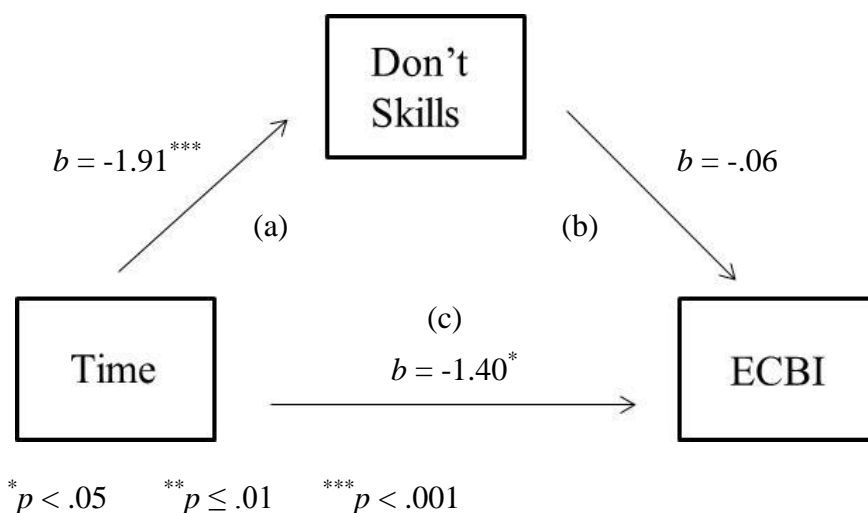 Don't
Skills
b = -1.91***
b = -.06
(a)
(b)
(c)
Time
b = -1.40*
ECBI
*p < .05 **p ≤ .01 ***p < .001